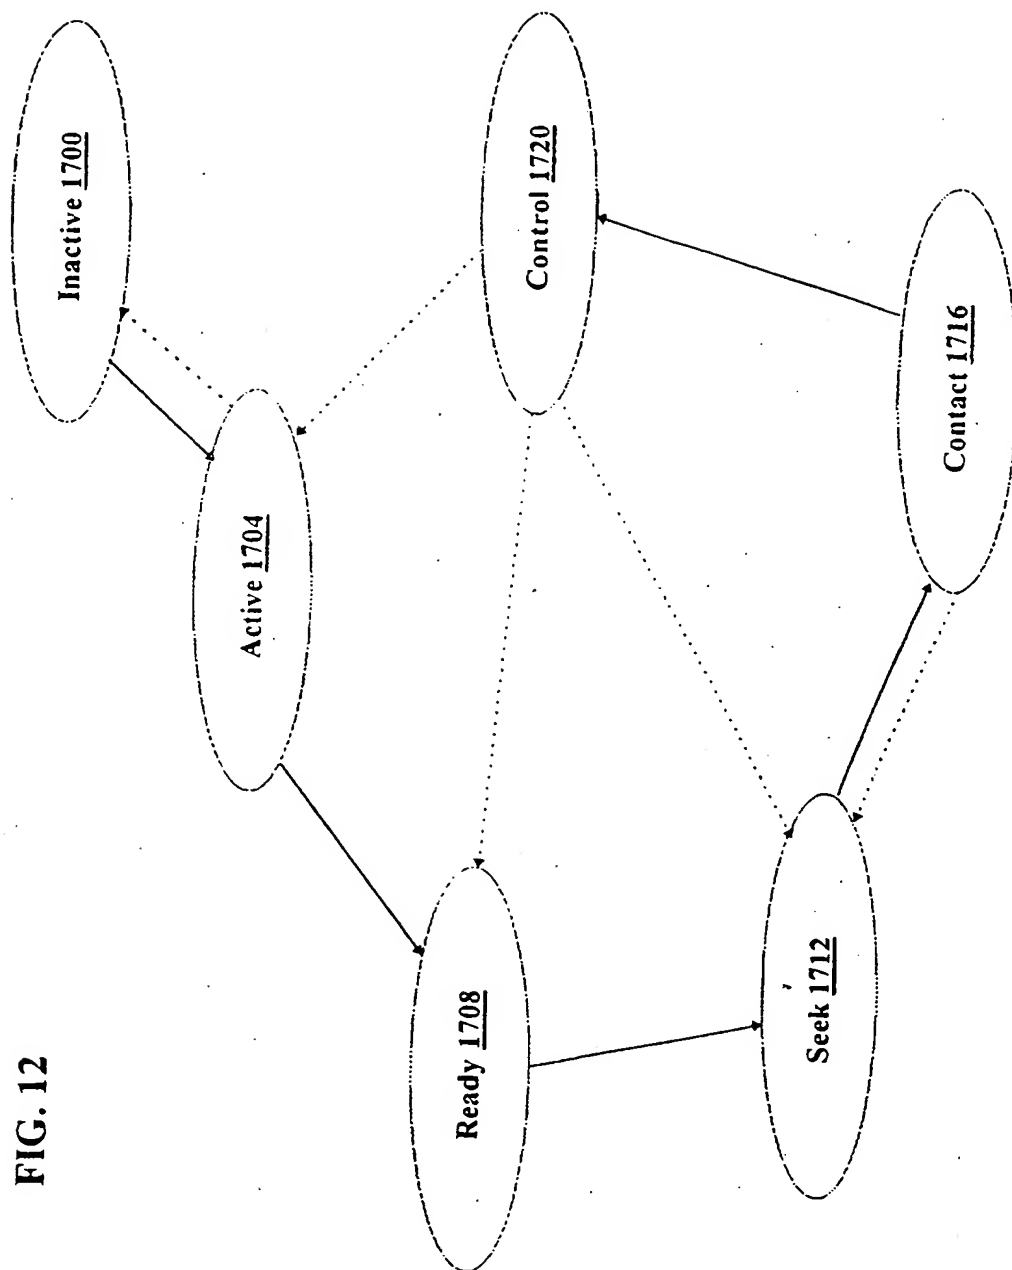 FIG. 12
Inactive 1700
Active 1704
Ready 1708
Control 1720
Seek 1712
Contact 1716